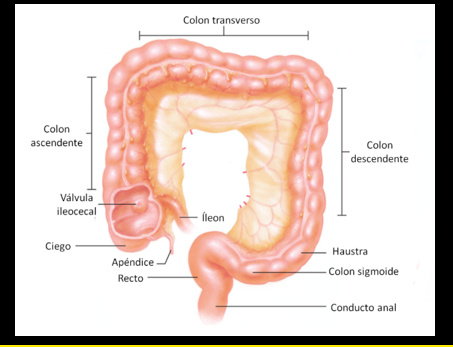 Colon transverso
Colon
ascendente
Colon
descendente
Válvula
ileocecal
Íleon
Ciego
Apéndice
Haustra
Recto
Colon sigmoide
Conducto anal